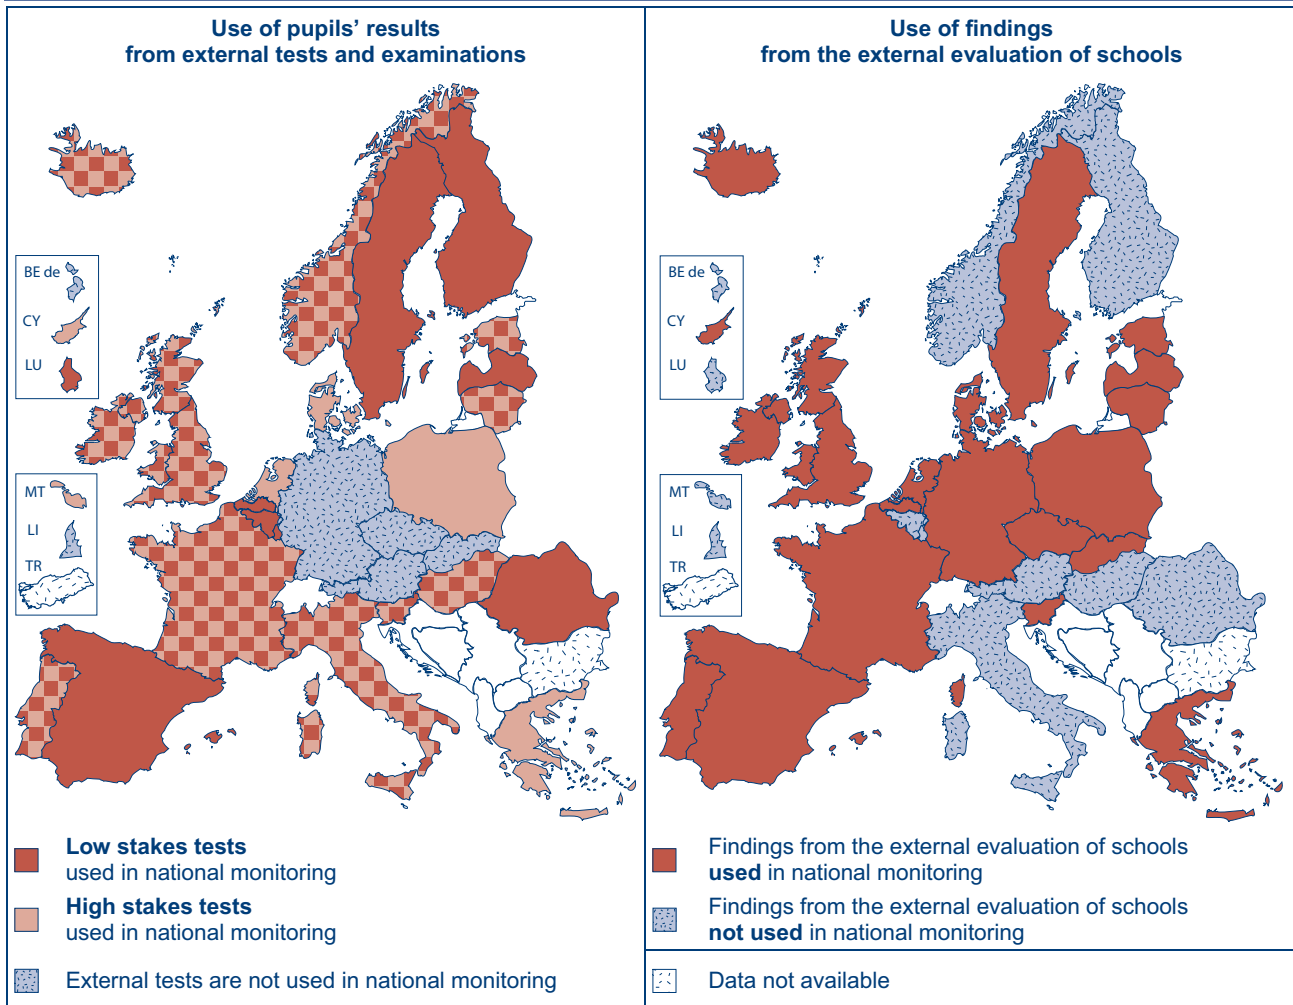 Use of pupils’ results
from external tests and examinations
BE de
CY
LU
MT
LI
TR
Low stakes tests
used in national monitoring
High stakes tests
used in national monitoring
External tests are not used in national monitoring
Use of findings
from the external evaluation of schools
BE de
CY
LU
MT
LI
TR
Findings from the external evaluation of schools
used in national monitoring
Findings from the external evaluation of schools
not used in national monitoring
Data not available